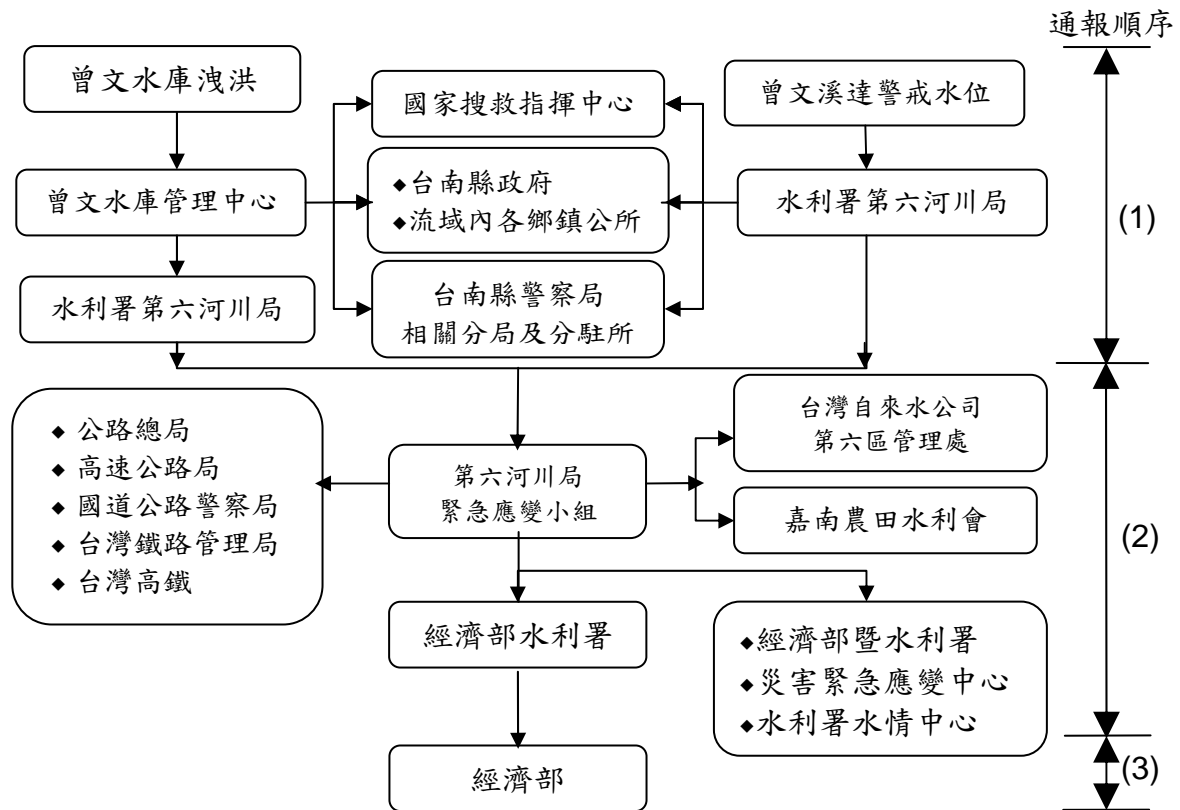 通報順序
曾文水庫洩洪
國家搜救指揮中心
曾文溪達警戒水位
曾文水庫管理中心
◆台南縣政府
◆流域內各鄉鎮公所
水利署第六河川局
(1)
水利署第六河川局
台南縣警察局
相關分局及分駐所
◆ 公路總局
◆ 高速公路局
◆ 國道公路警察局
◆ 台灣鐵路管理局
◆ 台灣高鐵
第六河川局
緊急應變小組
台灣自來水公司
第六區管理處
嘉南農田水利會
(2)
經濟部水利署
◆經濟部暨水利署
◆災害緊急應變中心
◆水利署水情中心
經濟部
(3)